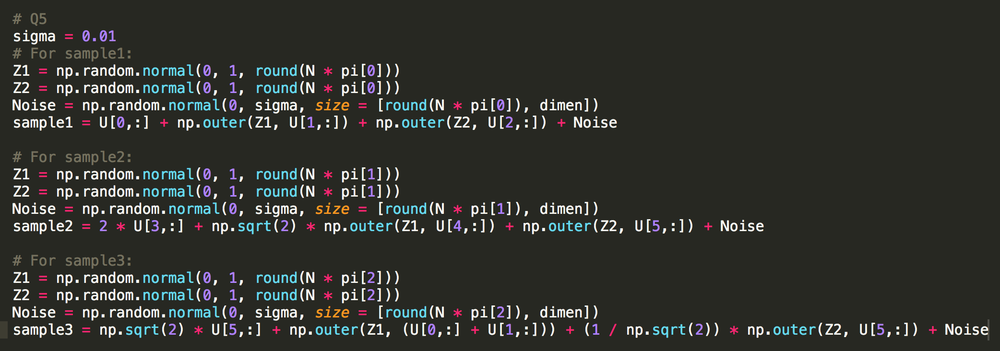 # Q5
sigma = 0.01
# For sample1:
Z1 = np.random.normal(0, 1, round(N * pi[0]))
Z2 = np.random.normal(0, 1, round(N * pi[0]))
Noise = np.random.normal(0, sigma, size = [round(N * pi[0]), dimen])
sample1 = U[0,:] + np.outer(Z1, U[1,:]) + np.outer(Z2, U[2,:]) + Noise

# For sample2:
Z1 = np.random.normal(0, 1, round(N * pi[1]))
Z2 = np.random.normal(0, 1, round(N * pi[1]))
Noise = np.random.normal(0, sigma, size = [round(N * pi[1]), dimen])
sample2 = 2 * U[3,:] + np.sqrt(2) * np.outer(Z1, U[4,:]) + np.outer(Z2, U[5,:]) + Noise

# For sample3:
Z1 = np.random.normal(0, 1, round(N * pi[2]))
Z2 = np.random.normal(0, 1, round(N * pi[2]))
Noise = np.random.normal(0, sigma, size = [round(N * pi[2]), dimen])
sample3 = np.sqrt(2) * U[5,:] + np.outer(Z1, (U[0,:] + U[1,:])) + (1 / np.sqrt(2)) * np.outer(Z2, U[5,:]) + Noise